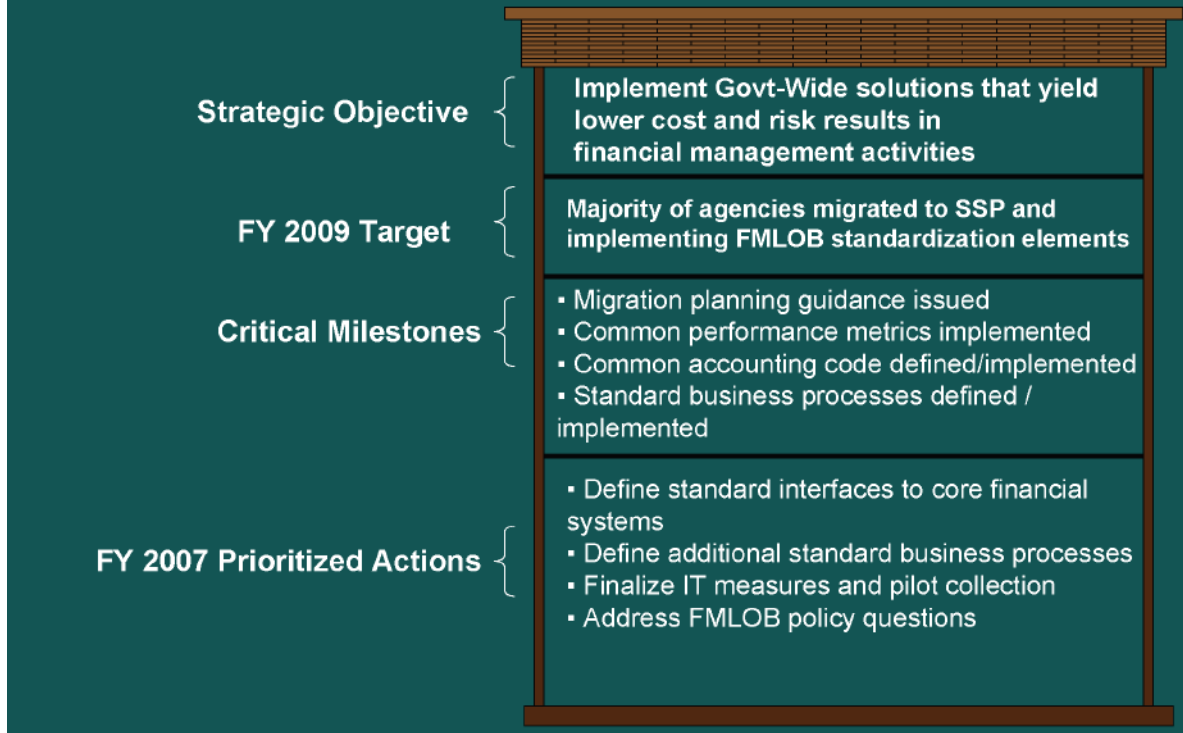 Strategic Objective
Implement Govt-Wide solutions that yield
lower cost and risk results in
financial management activities
FY 2009 Target
Majority of agencies migrated to SSP and
implementing FMLOB standardization elements
Critical Milestones
▪ Migration planning guidance issued
▪ Common performance metrics implemented
▪ Common accounting code defined/implemented
▪ Standard business processes defined /
implemented
FY 2007 Prioritized Actions
▪ Define standard interfaces to core financial
systems
▪ Define additional standard business processes
▪ Finalize IT measures and pilot collection
▪ Address FMLOB policy questions